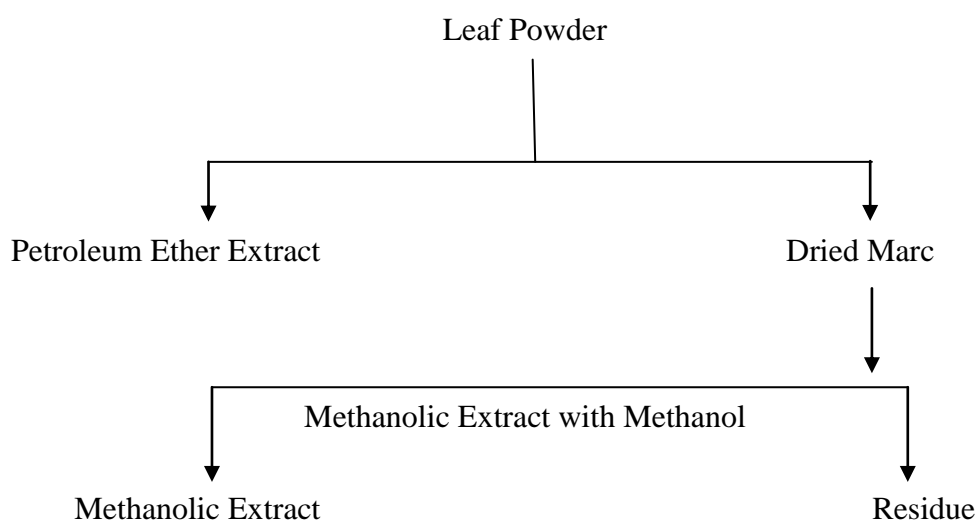 Leaf Powder
Petroleum Ether Extract
Dried Marc
Methanolic Extract with Methanol
Methanolic Extract
Residue